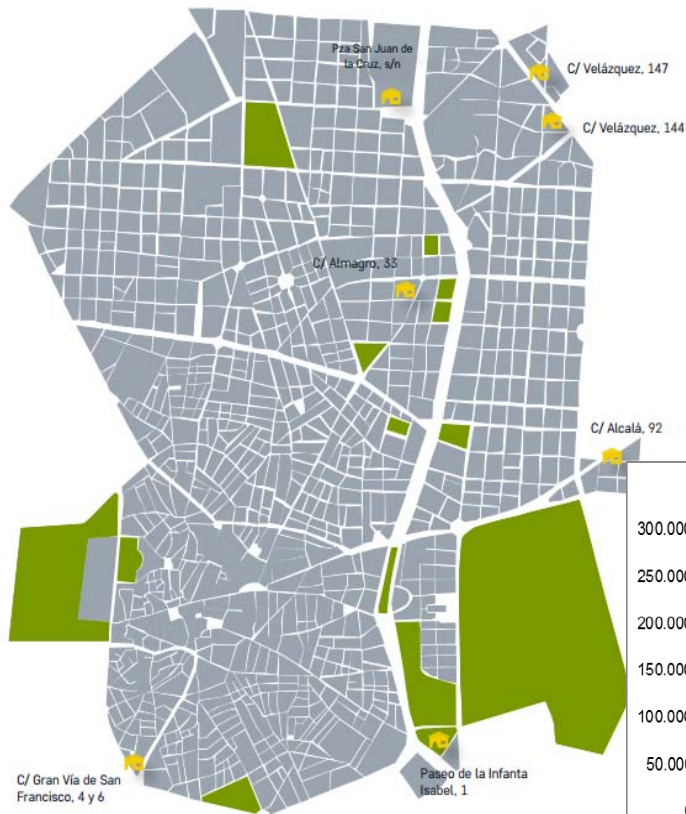 Pza San Juan de
la Cruz, s/n
C/ Velázquez, 147
C/ Velázquez, 144
C/ Almagro, 33
C/ Alcalá, 92
300.000
250.000
200.000
150.000
100.000
50.000
Paseo de la Infanta
Isabel, 1
C/ Gran Vía de San
Francisco, 4 y 6